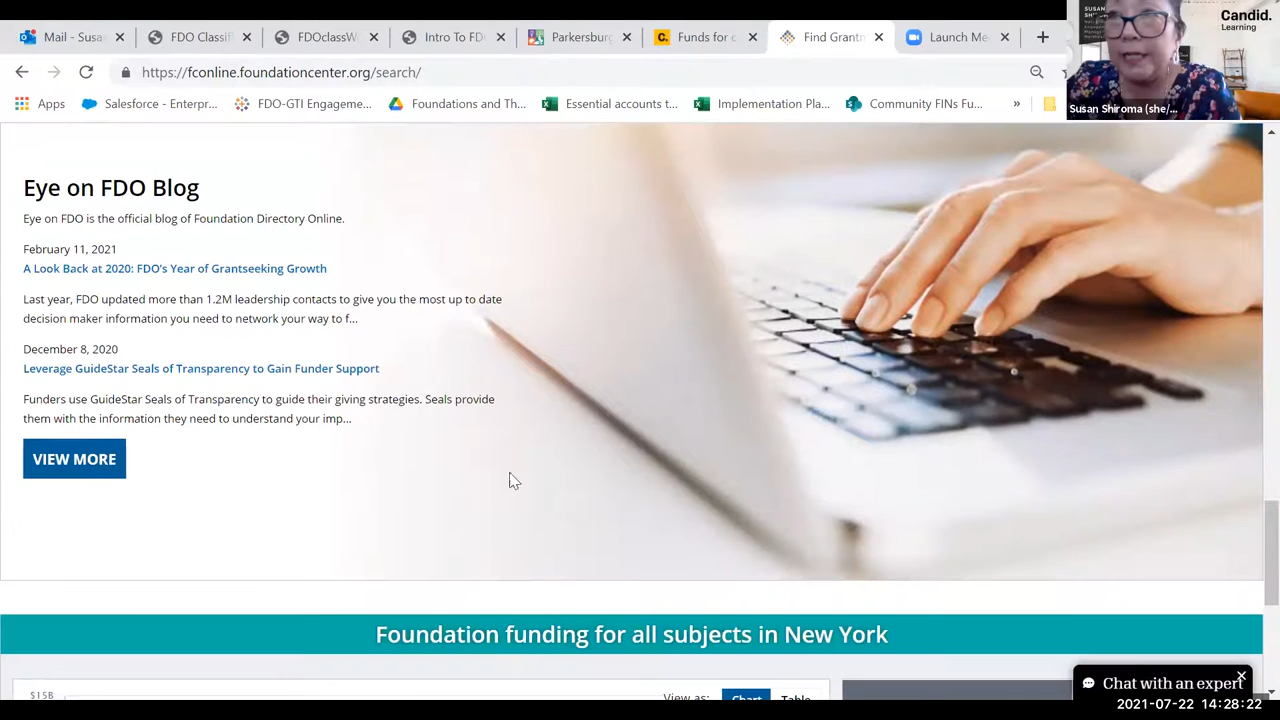 Mail - Susa
FDO Classif
FDOclassW
Intro To Fi
Parkersburg
Funds for c
Find Grantm
Launch Me
https://fconline.foundationcenter.org/search/
Apps
Salesforce - Enterpr...
FDO-GTI Engageme...
Foundations and Th...
Essential accounts t...
Implementation Pla...
Community FINs Fu...
»
SUSAN
Candid.
Learning
Susan Shiroma (she/...
Eye on FDO Blog
Eye on FDO is the official blog of Foundation Directory Online.
February 11, 2021
A Look Back at 2020: FDO's Year of Grantseeking Growth
Last year, FDO updated more than 1.2M leadership contacts to give you the most up to date
decision maker information you need to network your way to f...
December 8, 2020
Leverage GuideStar Seals of Transparency to Gain Funder Support
Funders use GuideStar Seals of Transparency to guide their giving strategies. Seals provide
them with the information they need to understand your imp...
VIEW MORE
Foundation funding for all subjects in New York
$15B
View as:
Chart
Table
Chat with an expert
2021-07-22 14:28:22